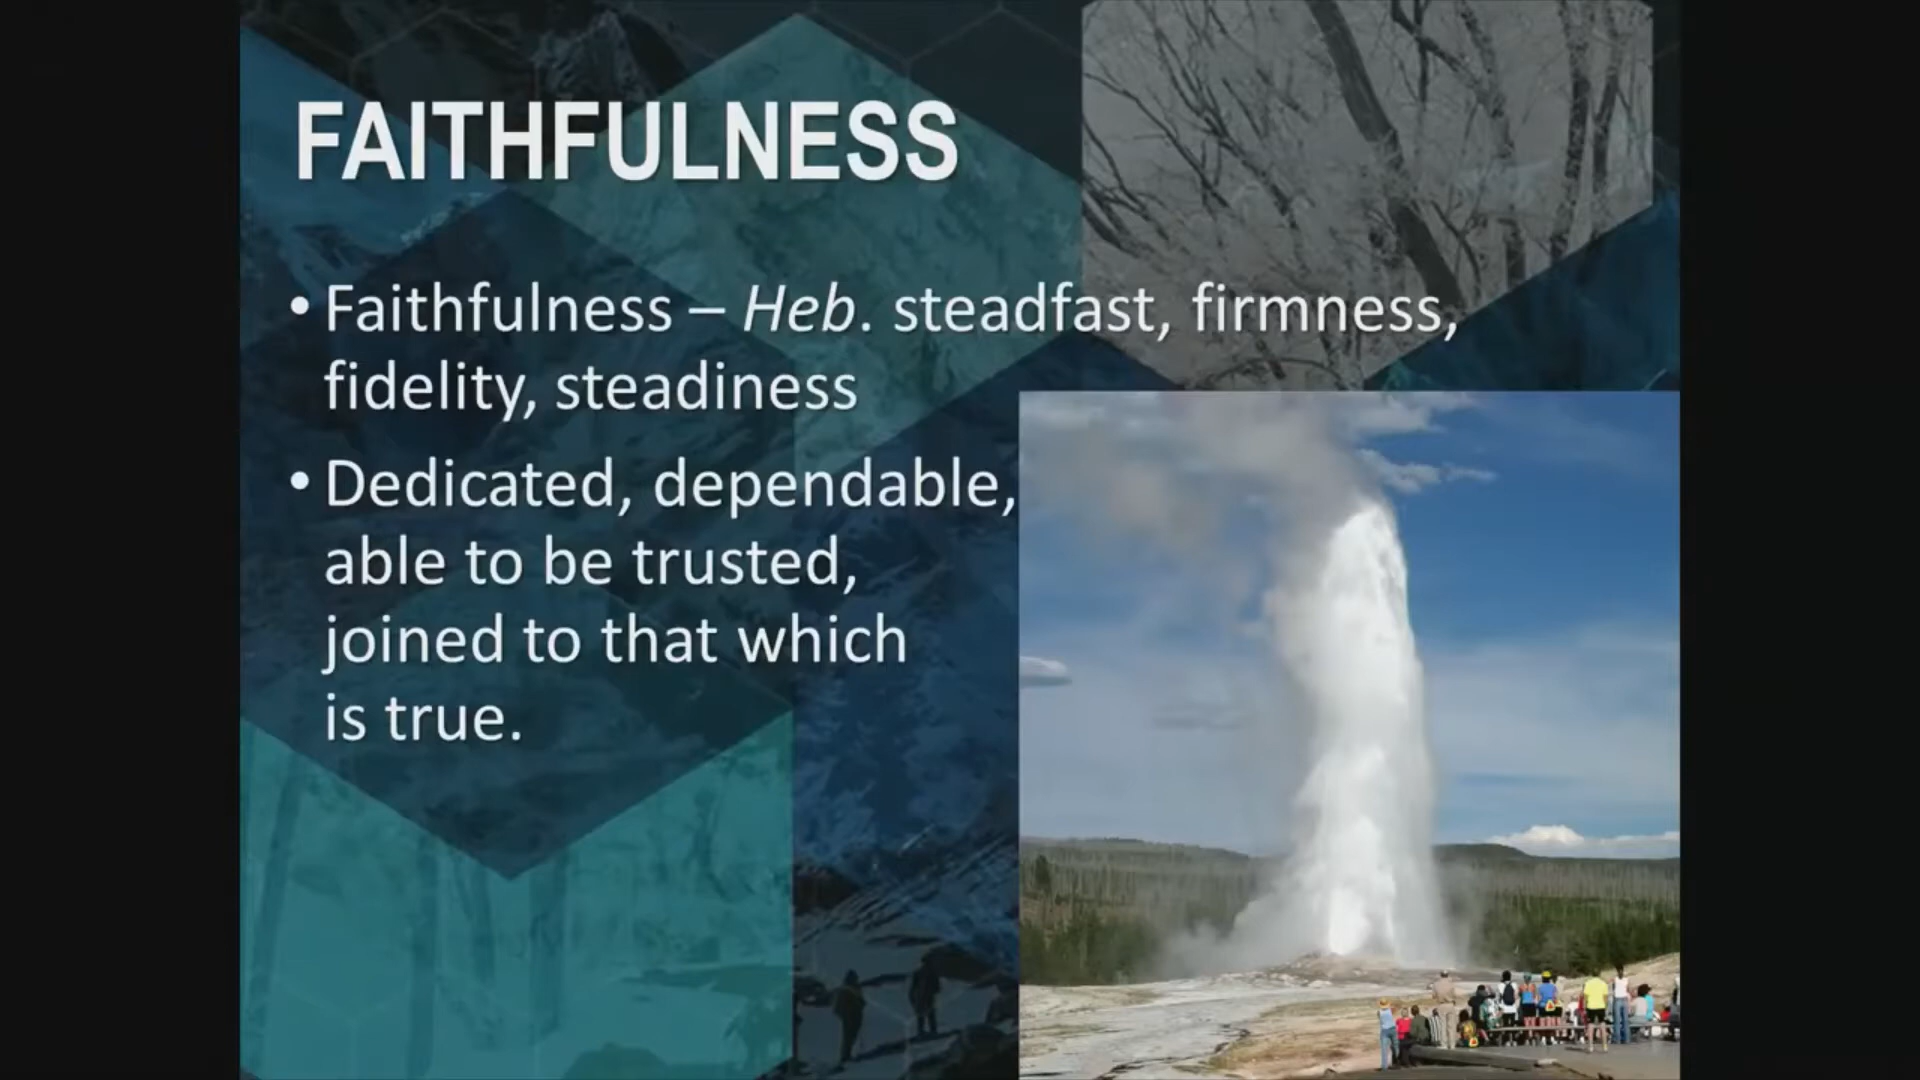 FAITHFULNESS
• Faithfulness – Heb. steadfast, firmness,
fidelity, steadiness
• Dedicated, dependable,
able to be trusted,
joined to that which
is true.